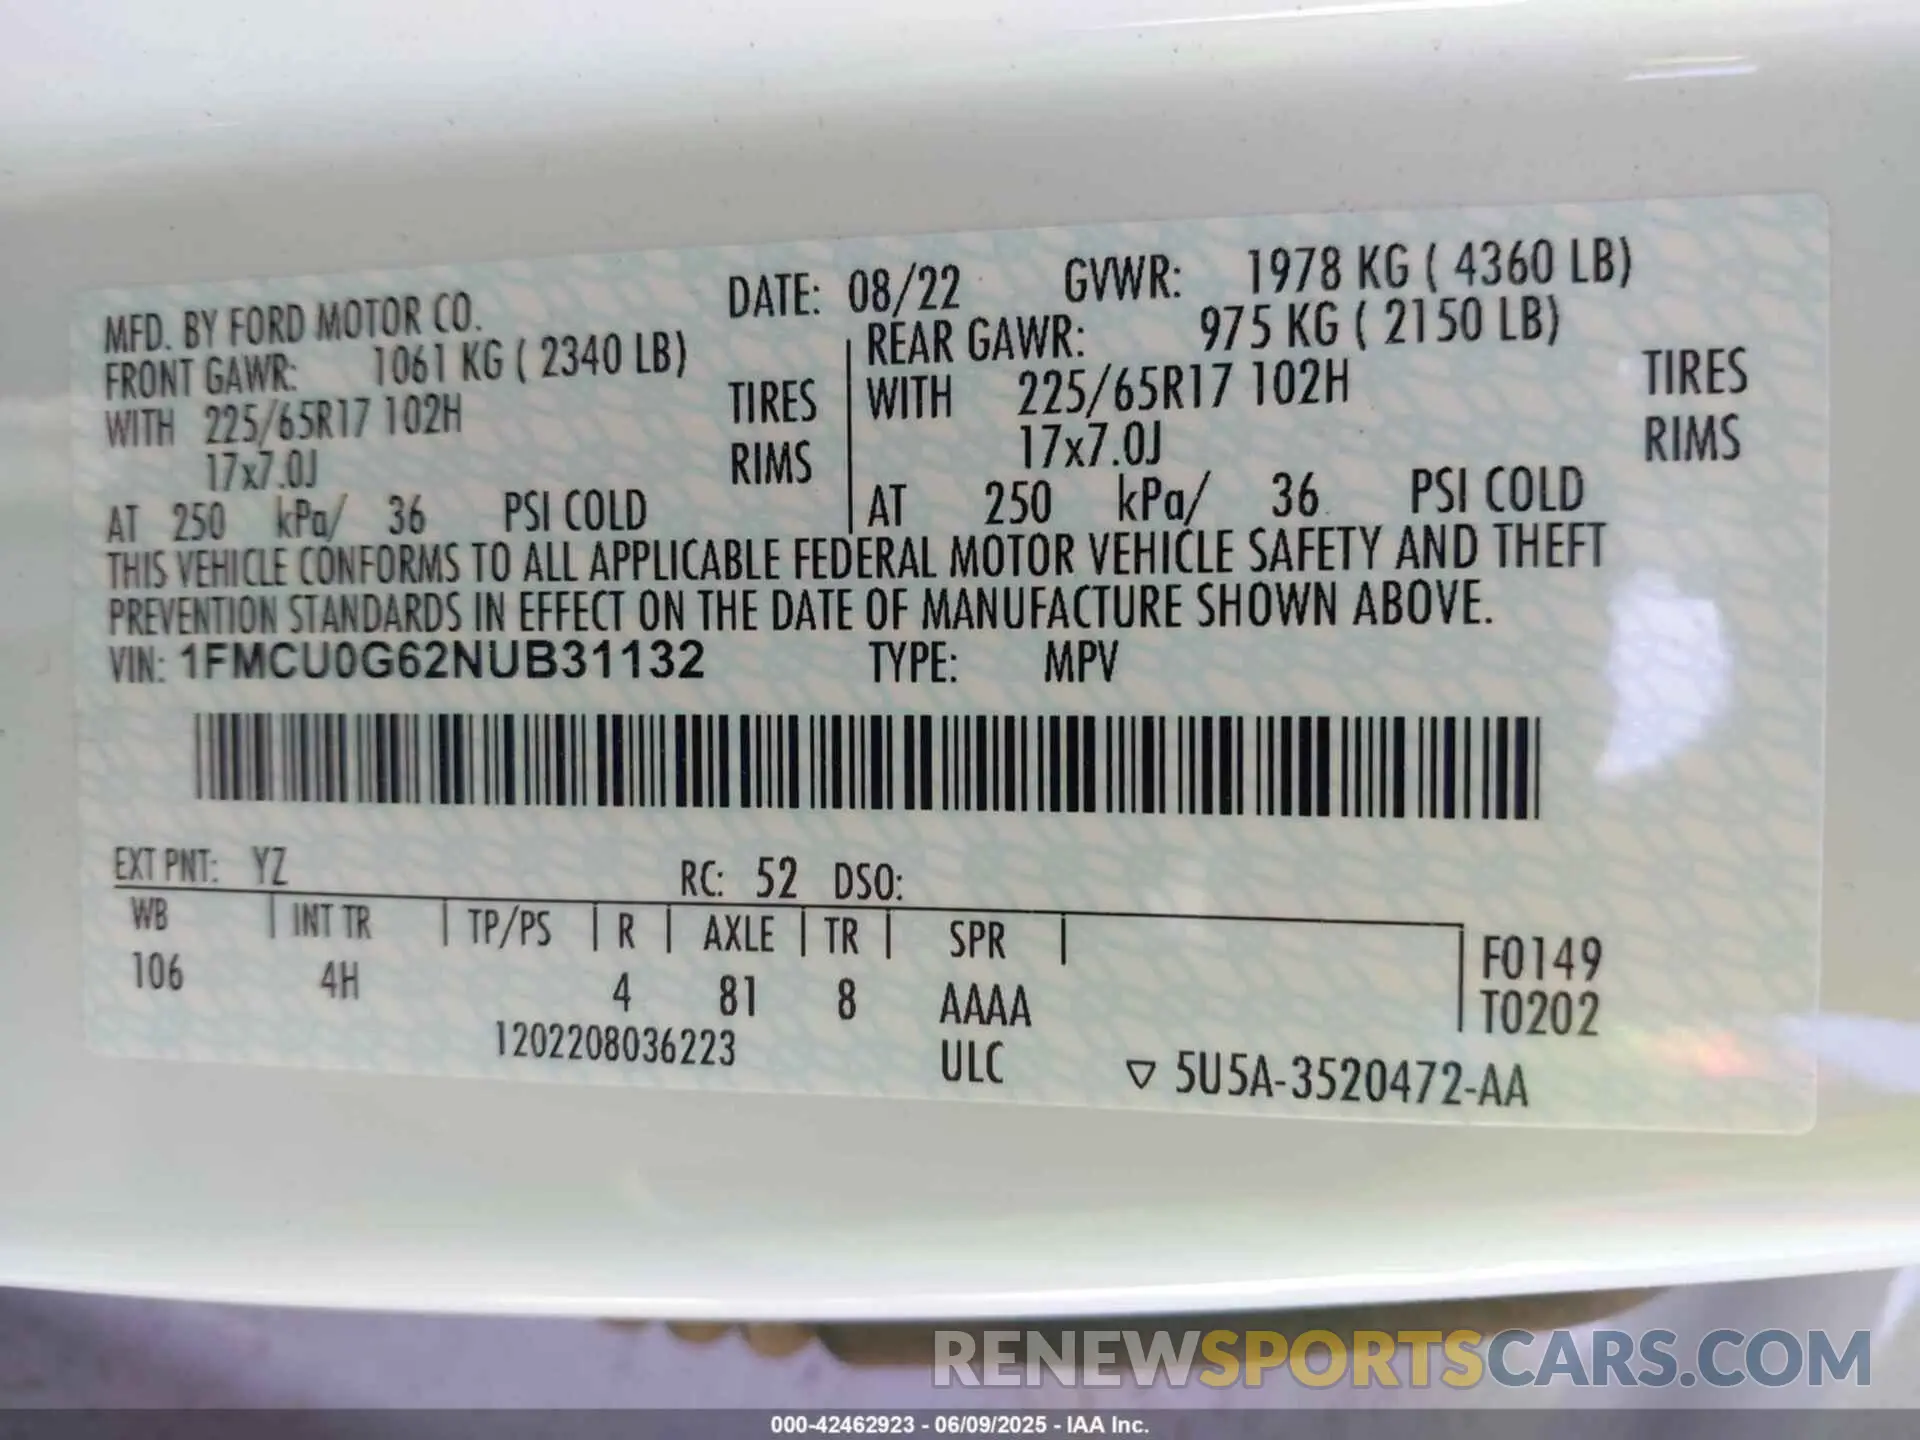 MFD. BY FORD MOTOR CO. DATE: 08/22 GVWR: 1978 KG ( 4360 LB)
FRONT GAWR: 1061 KG ( 2340 LB) REAR GAWR: 975 KG ( 2150 LB)
WITH 225/65R17 102H TIRES WITH 225/65R17 102H TIRES
17x7.0J RIMS 17x7.0J RIMS
AT 250 kPa/ 36 PSI COLD AT 250 kPa/ 36 PSI COLD
THIS VEHICLE CONFORMS TO ALL APPLICABLE FEDERAL MOTOR VEHICLE SAFETY AND THEFT
PREVENTION STANDARDS IN EFFECT ON THE DATE OF MANUFACTURE SHOWN ABOVE.
VIN: 1FMCU0G62NUB31132 TYPE: MPV
EXT PNT: YZ RC: 52 DSO:
WB INT TR TP/PS R AXLE TR SPR F0149
106 4H 4 81 8 AAAA T0202
1202208036223 ULC ▽ 5U5A-3520472-AA
RENEWSPORTSCARS.COM
000-42462923 - 06/09/2025 - IAA Inc.